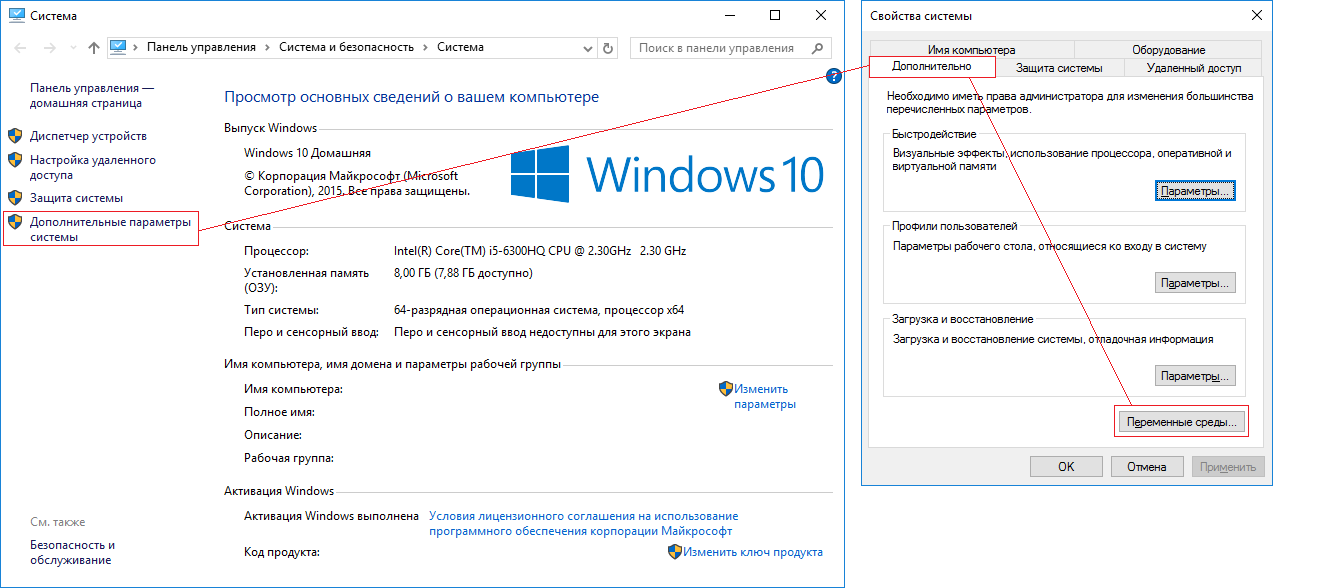 Система
Панель управления > Система и безопасность > Система
Поиск в панели управления
Панель управления —
домашняя страница
Диспетчер устройств
Настройка удаленного
доступа
Защита системы
Дополнительные параметры
системы
См. также
Безопасность и
обслуживание
?
Просмотр основных сведений о вашем компьютере
Выпуск Windows
Windows 10 Домашняя
© Корпорация Майкрософт (Microsoft
Corporation), 2015. Все права защищены.
Windows 10
Система
Процессор: Intel(R) Core(TM) i5-6300HQ CPU @ 2.30GHz 2.30 GHz
Установленная память 8,00 ГБ (7,88 ГБ доступно)
(ОЗУ):
Тип системы: 64-разрядная операционная система, процессор x64
Перо и сенсорный ввод: Перо и сенсорный ввод недоступны для этого экрана
Имя компьютера, имя домена и параметры рабочей группы
Имя компьютера:
Полное имя:
Описание:
Рабочая группа:
Изменить
параметры
Активация Windows
Активация Windows выполнена Условия лицензионного соглашения на использование
программного обеспечения корпорации Майкрософт
Код продукта: Изменить ключ продукта
Свойства системы
Имя компьютера Оборудование
Дополнительно Защита системы Удаленный доступ
Необходимо иметь права администратора для изменения большинства
перечисленных параметров.
Быстродействие
Визуальные эффекты, использование процессора, оперативной и
виртуальной памяти
Параметры...
Профили пользователей
Параметры рабочего стола, относящиеся ко входу в систему
Параметры...
Загрузка и восстановление
Загрузка и восстановление системы, отладочная информация
Параметры...
Переменные среды...
OK Отмена Применить